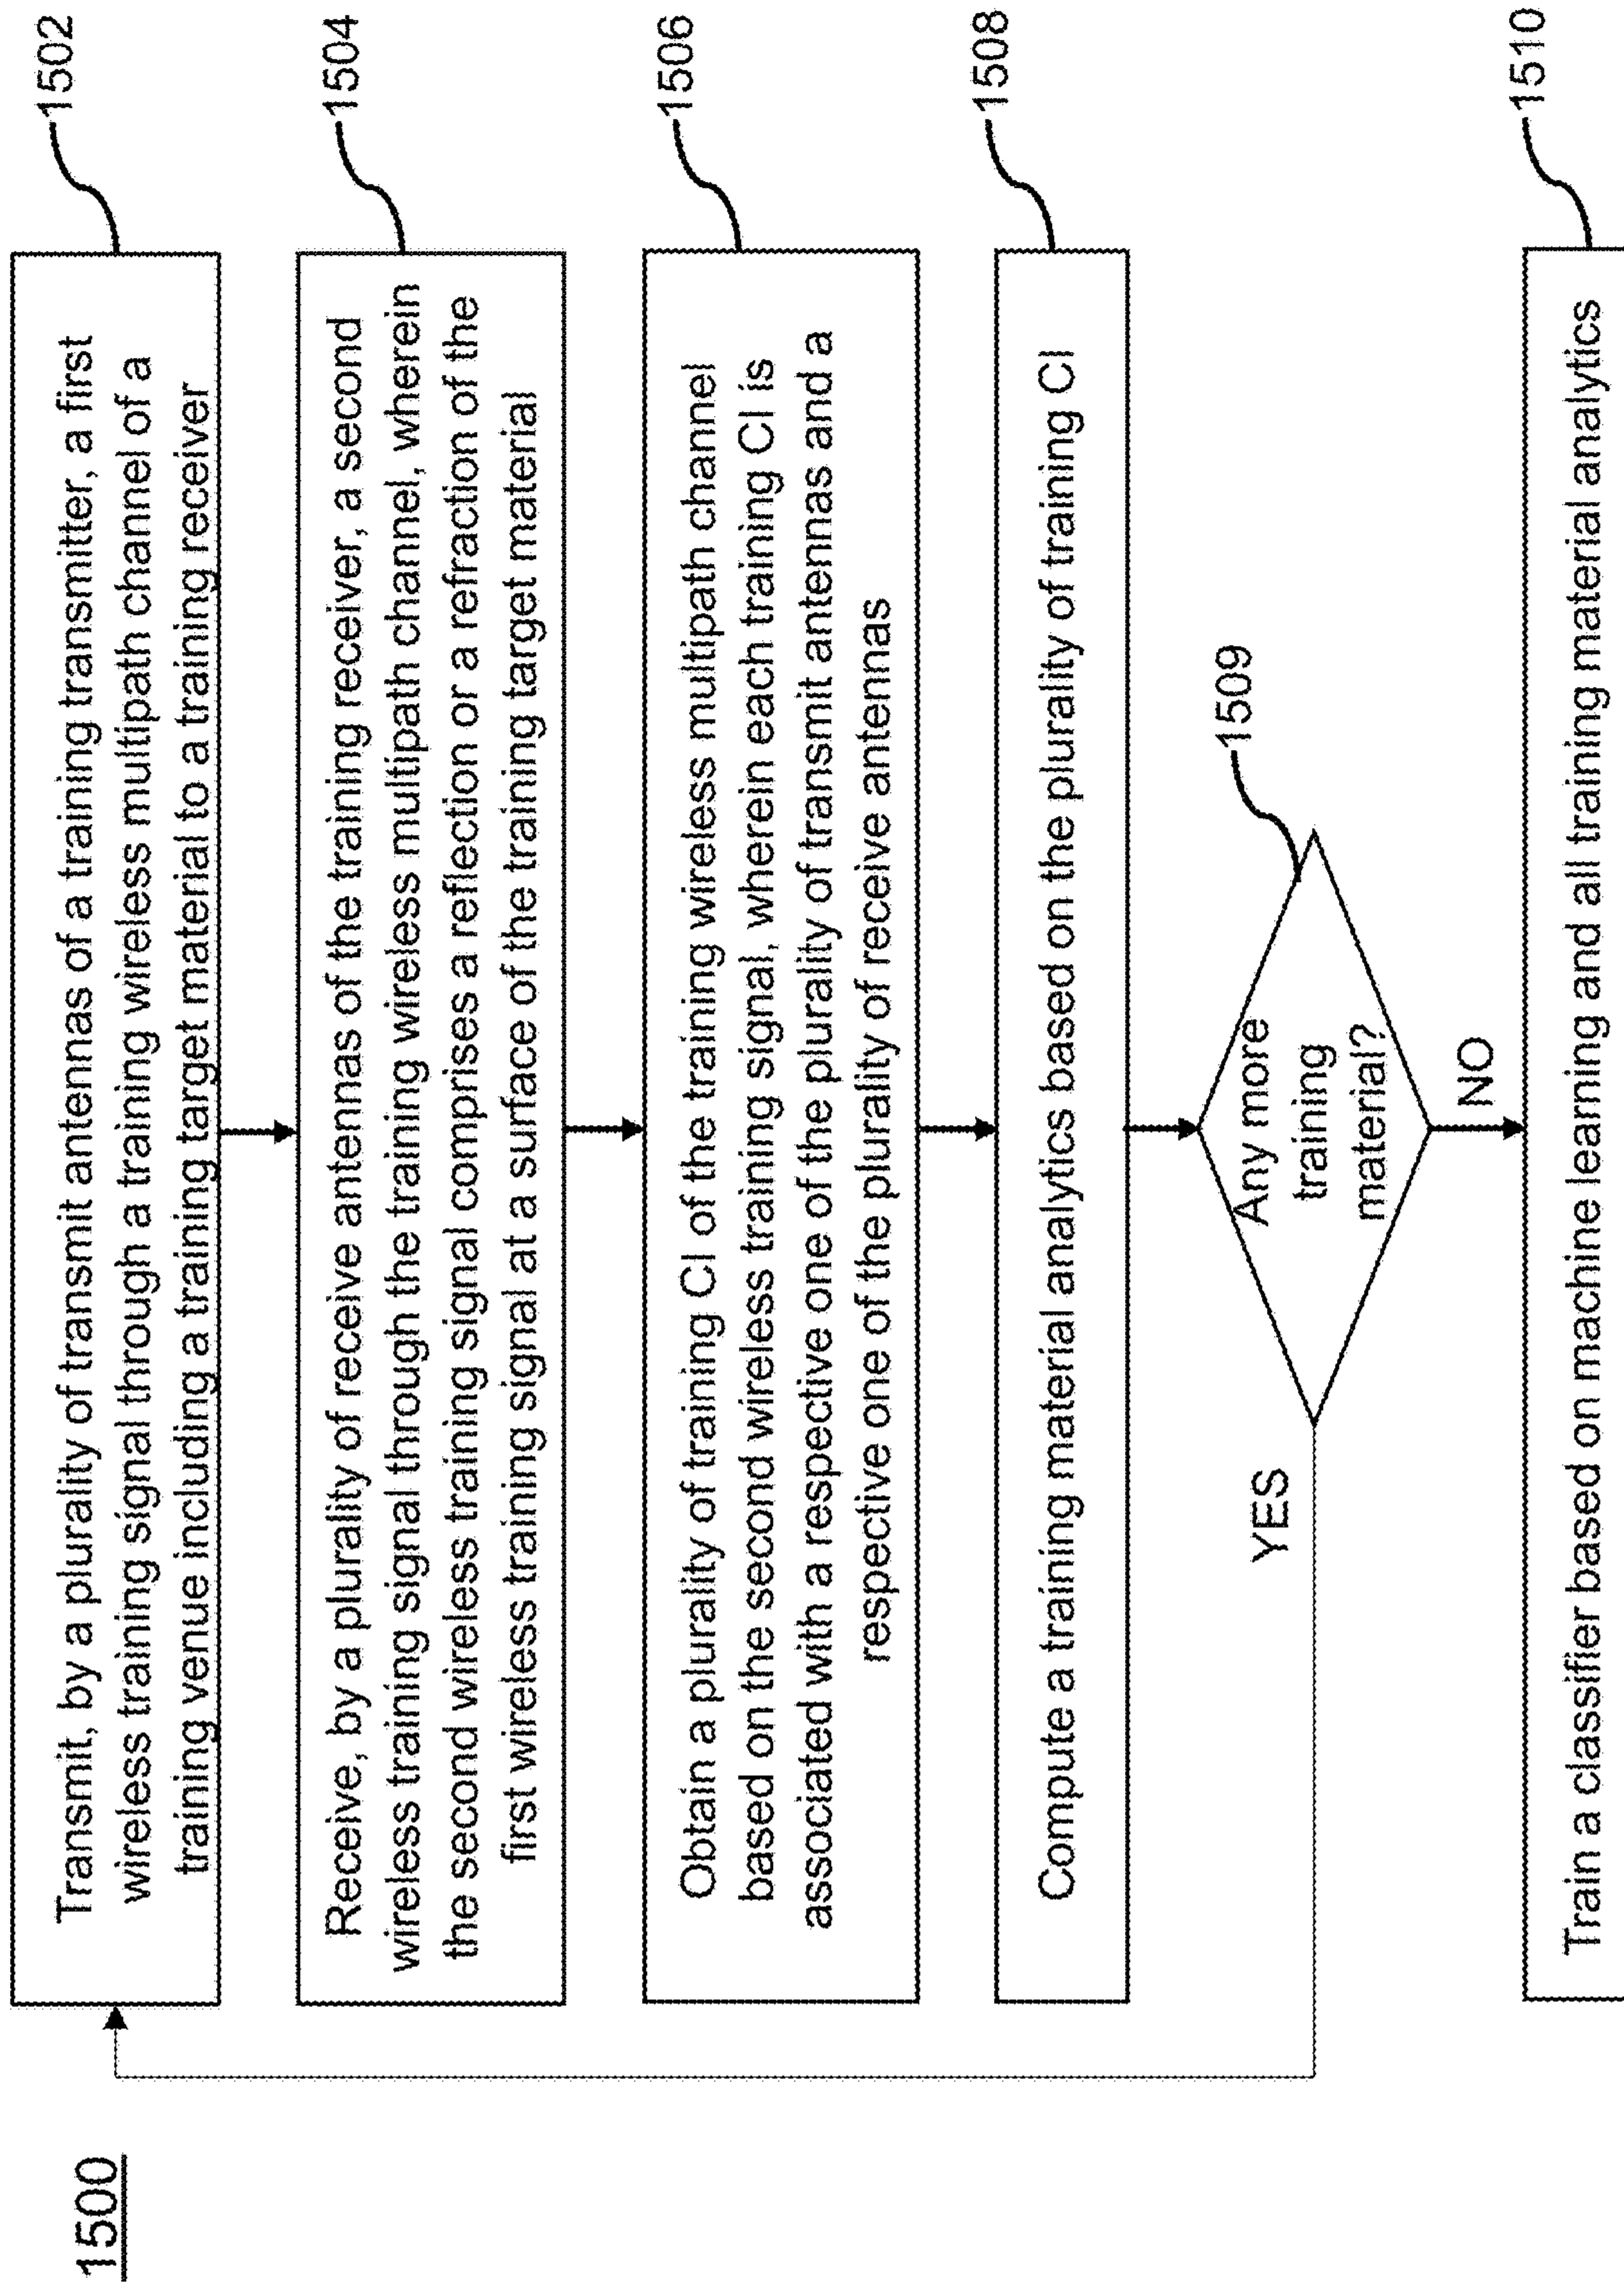 1500
Transmit, by a plurality of transmit antennas of a training transmitter, a first
wireless training signal through a training wireless multipath channel of a
training venue including a training target material to a training receiver
1502
Receive, by a plurality of receive antennas of the training receiver, a second
wireless training signal through the training wireless multipath channel, wherein
the second wireless training signal comprises a reflection or a refraction of the
first wireless training signal at a surface of the training target material
1504
Obtain a plurality of training CI of the training wireless multipath channel
based on the second wireless training signal, wherein each training CI is
associated with a respective one of the plurality of transmit antennas and a
respective one of the plurality of receive antennas
1506
Compute a training material analytics based on the plurality of training CI
1508
Any more
training
material?
1509
YES
NO
Train a classifier based on machine learning and all training material analytics
1510